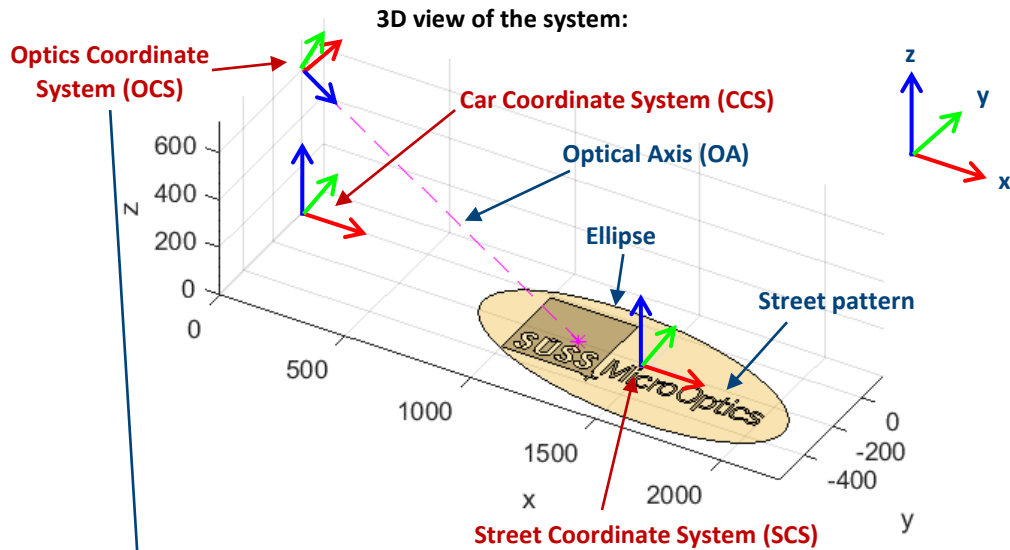 3D view of the system:
Optics Coordinate
System (OCS)
Car Coordinate System (CCS)
Optical Axis (OA)
Ellipse
Street pattern
z
y
x
600
400
200
0
z
0
500
1000
1500
2000
x
0
-200
-400
y
SUSS MicroOptics
Street Coordinate System (SCS)